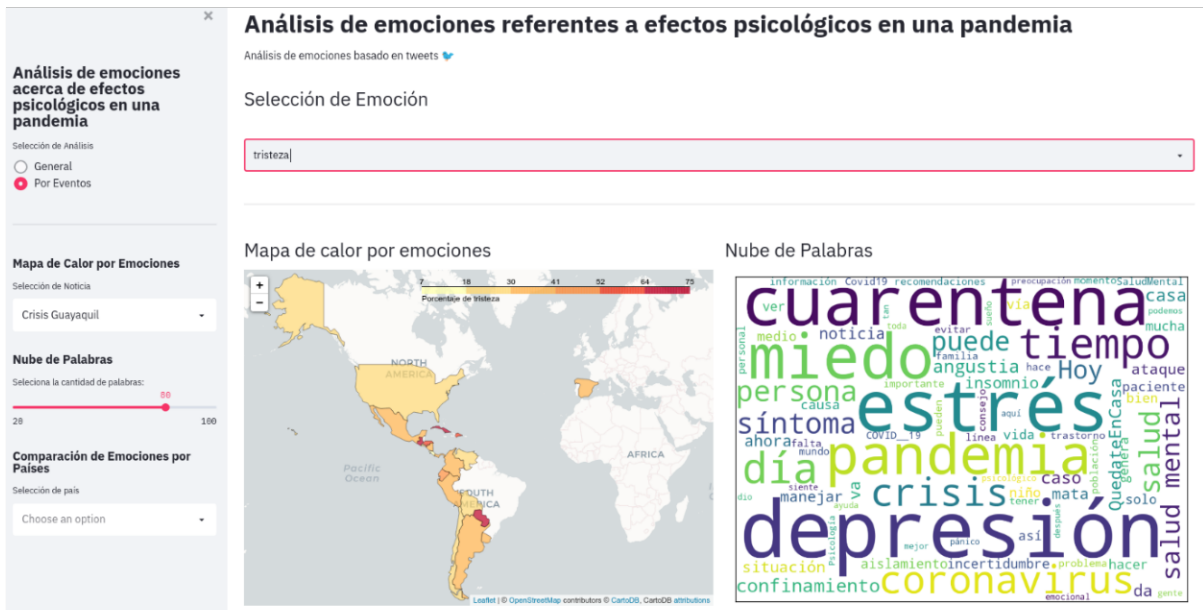 ×
Análisis de emociones
acerca de efectos
psicológicos en una
pandemia
Selección de Análisis
General
Por Eventos
Mapa de Calor por Emociones
Selección de Noticia
Crisis Guayaquil
Nube de Palabras
Seleciona la cantidad de palabras:
80
20 100
Comparación de Emociones por
Países
Selección de país
Choose an option
Análisis de emociones referentes a efectos psicológicos en una pandemia
Análisis de emociones basado en tweets 🐦
Selección de Emoción
tristeza
Mapa de calor por emociones
+
−
7 18 30 41 52 64 75
Porcentaje de tristeza
NORTH
AMERICA
AFRICA
Pacific
Ocean
SOUTH
AMERICA
Leaflet | © OpenStreetMap contributors © CartoDB, CartoDB attributions
Nube de Palabras
información Covid19 recomendaciones preocupación momento SaludMental
cuarentena
casa
podemos
ver
tan
sueño
vía
mucha
medio
noticia
toda
evitar
personal
miedo
familia
puede
tiempo
angustia
hace
Hoy
ataque
persona
causa
importante
insomnio
paciente
bien
estrés
consejo
aquí
pueden
síntoma
ahora
falta
mundo
COVID__19
línea
vida
trastorno
QuedateEnCasa
genera
salud
salud mental
día
pandemia
población
siente
psicológico
caso
dio
manejar
ayuda
va
crisis
niño
tener
mata
solo
depresión
Psicología
mejor
después
pánico
así
situación
aislamiento
incertidumbre
problema
hacer
confinamiento
coronavirus
da
gente
emocional